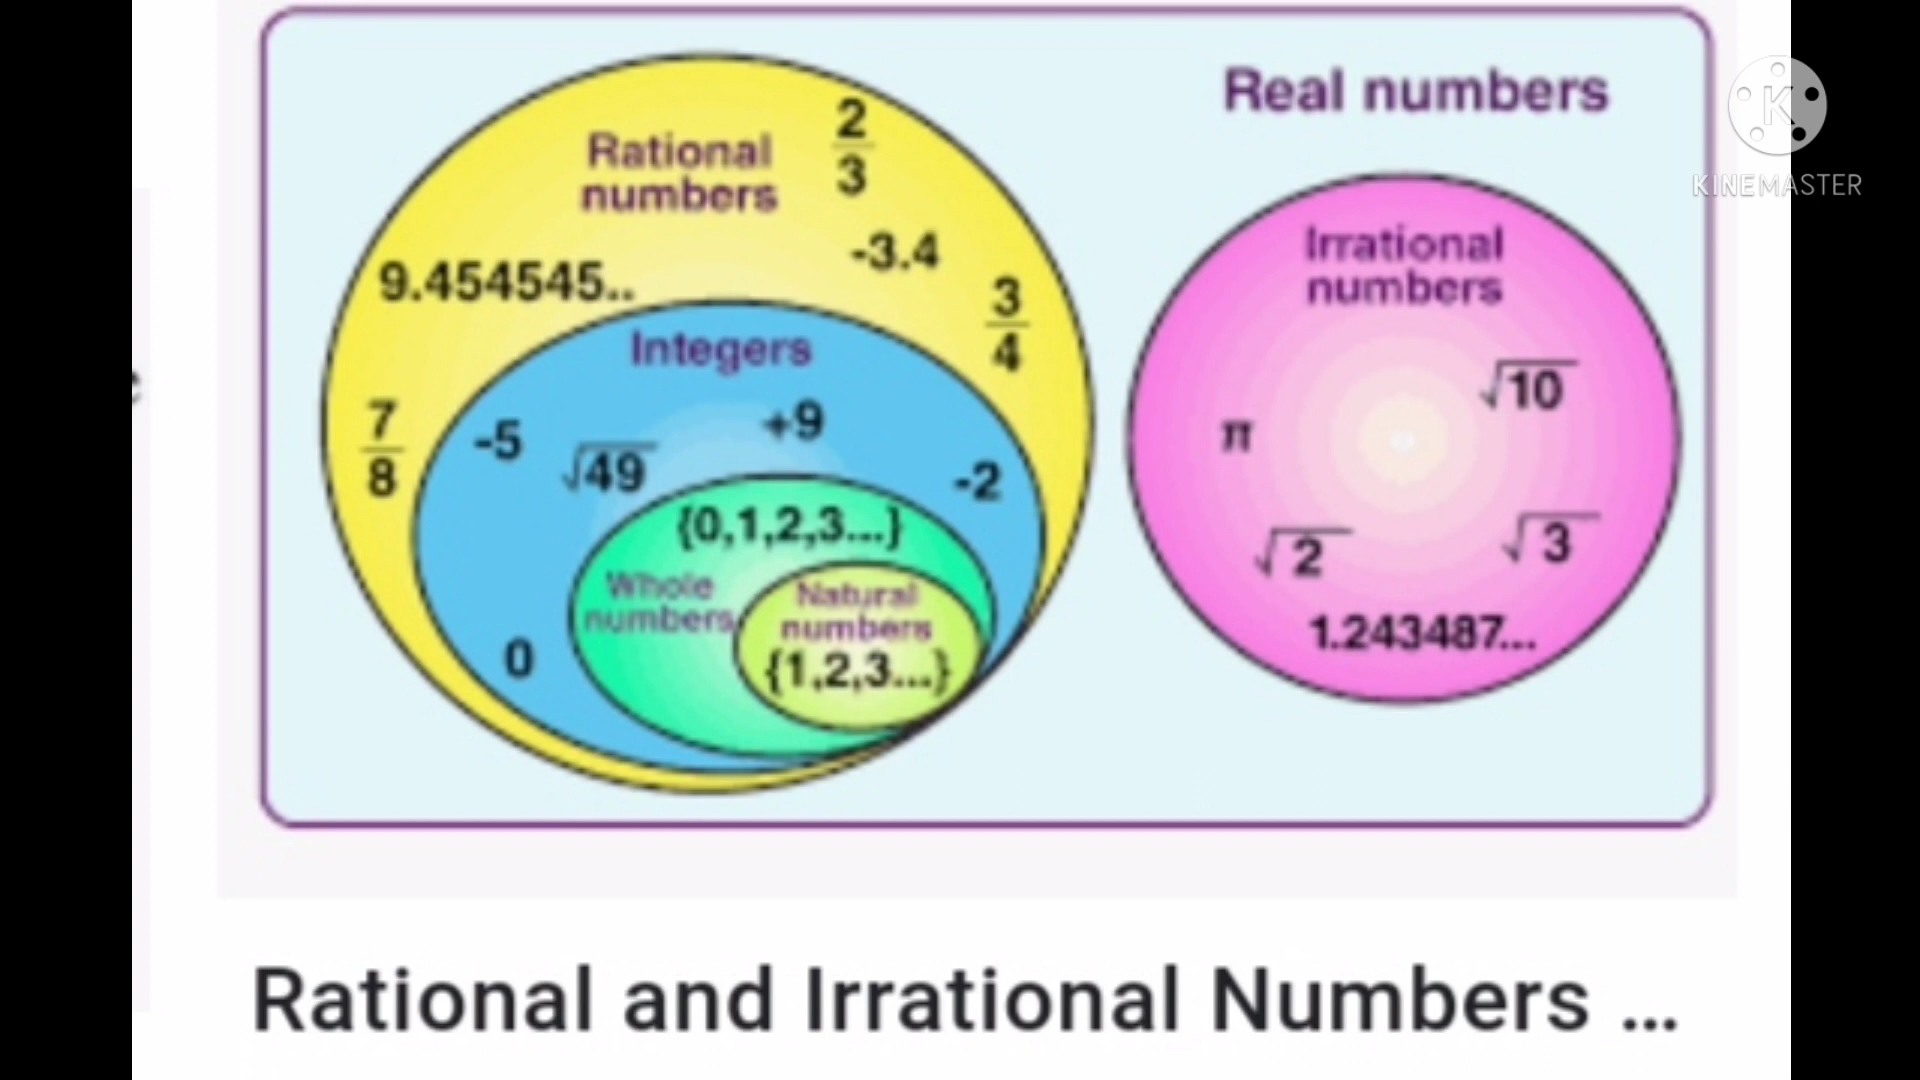 Real numbers
KINEMASTER
Rational
numbers
2/3
-3.4
9.454545..
3/4
7/8
Integers
-5
√49
+9
-2
0
{0,1,2,3...}
Whole
numbers
Natural
numbers
{1,2,3...}
Irrational
numbers
√10
π
√2
√3
1.243487...
Rational and Irrational Numbers ...